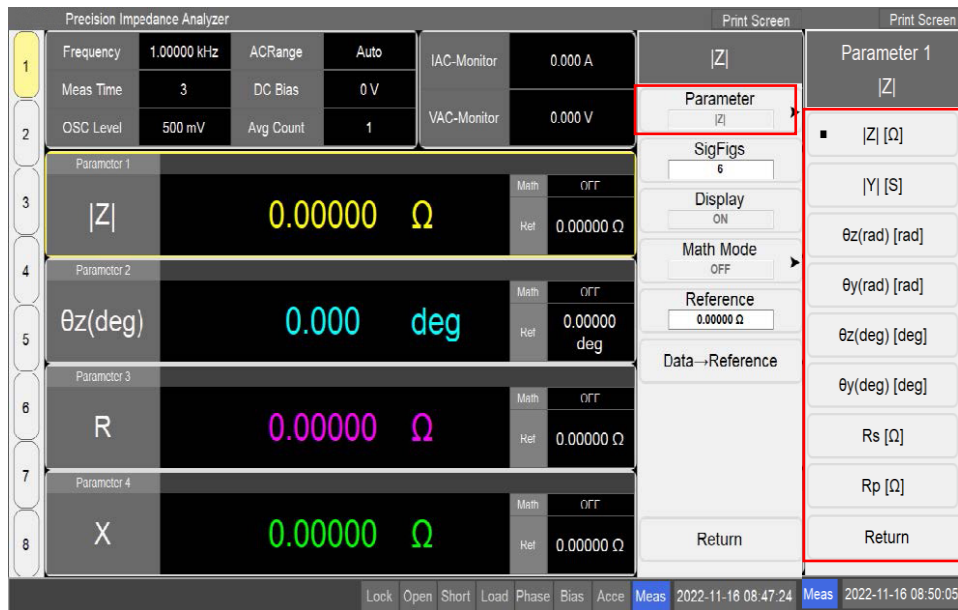 Precision Impedance Analyzer
Print Screen
Print Screen
1
2
3
4
5
6
7
8
Frequency 1.00000 kHz ACRange Auto
Meas Time 3 DC Bias 0 V
OSC Level 500 mV Avg Count 1
IAC-Monitor 0.000 A
VAC-Monitor 0.000 V
Parameter 1
|Z| 0.00000 Ω
Math OFF
Ref 0.00000 Ω
Parameter 2
θz(deg) 0.000 deg
Math OFF
Ref 0.00000
deg
Parameter 3
R 0.00000 Ω
Math OFF
Ref 0.00000 Ω
Parameter 4
X 0.00000 Ω
Math OFF
Ref 0.00000 Ω
|Z|
Parameter
|Z|
SigFigs
6
Display
ON
Math Mode
OFF
Reference
0.00000 Ω
Data→Reference
Return
Parameter 1
|Z|
|Z| [Ω]
|Y| [S]
θz(rad) [rad]
θy(rad) [rad]
θz(deg) [deg]
θy(deg) [deg]
Rs [Ω]
Rp [Ω]
Return
Lock Open Short Load Phase Bias Acce Meas 2022-11-16 08:47:24
Meas 2022-11-16 08:50:05